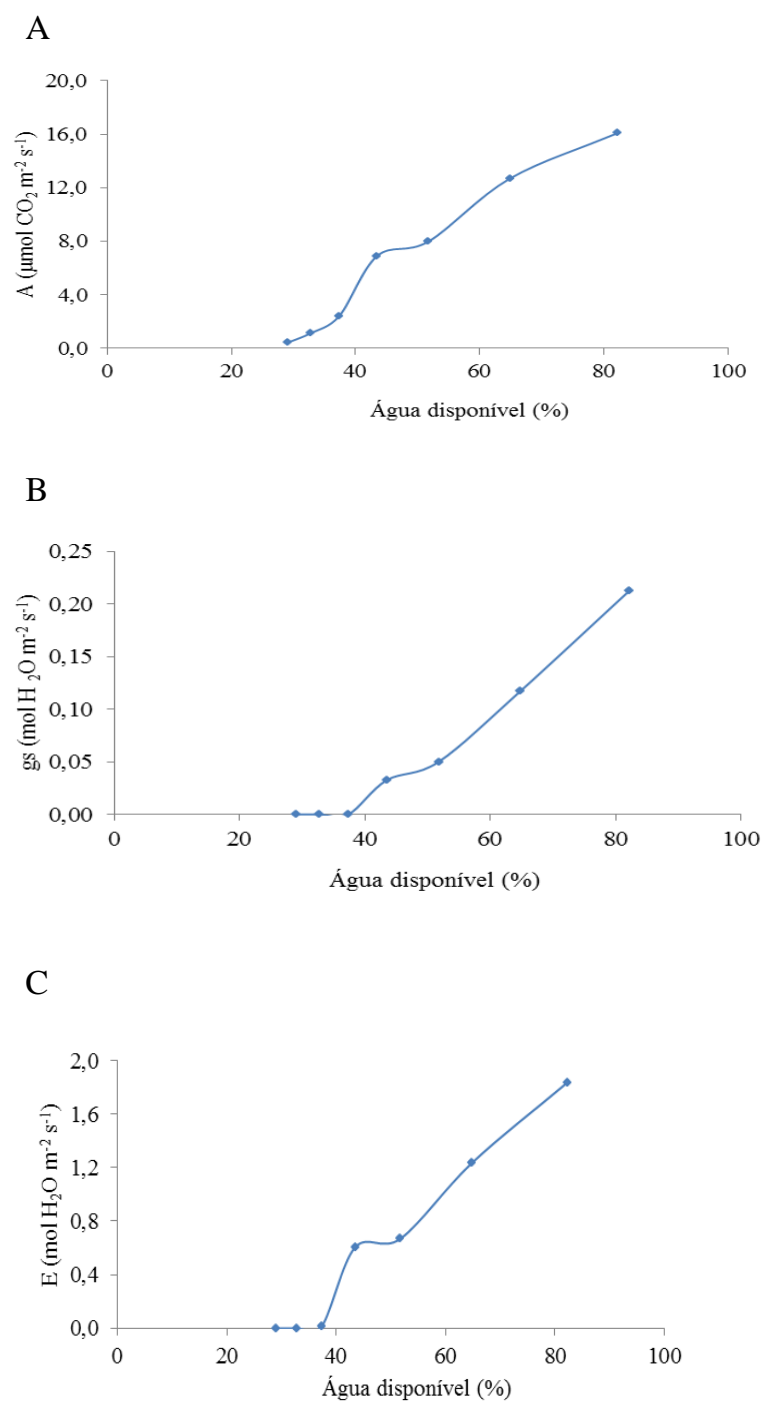 A
20,0
16,0
12,0
8,0
4,0
0,0
A (µmol CO₂ m⁻² s⁻¹)
0 20 40 60 80 100
Água disponível (%)
B
0,25
0,20
0,15
0,10
0,05
0,00
gs (mol H ₂O m⁻² s⁻¹)
0 20 40 60 80 100
Água disponível (%)
C
2,0
1,6
1,2
0,8
0,4
0,0
E (mol H₂O m⁻² s⁻¹)
0 20 40 60 80 100
Água disponível (%)